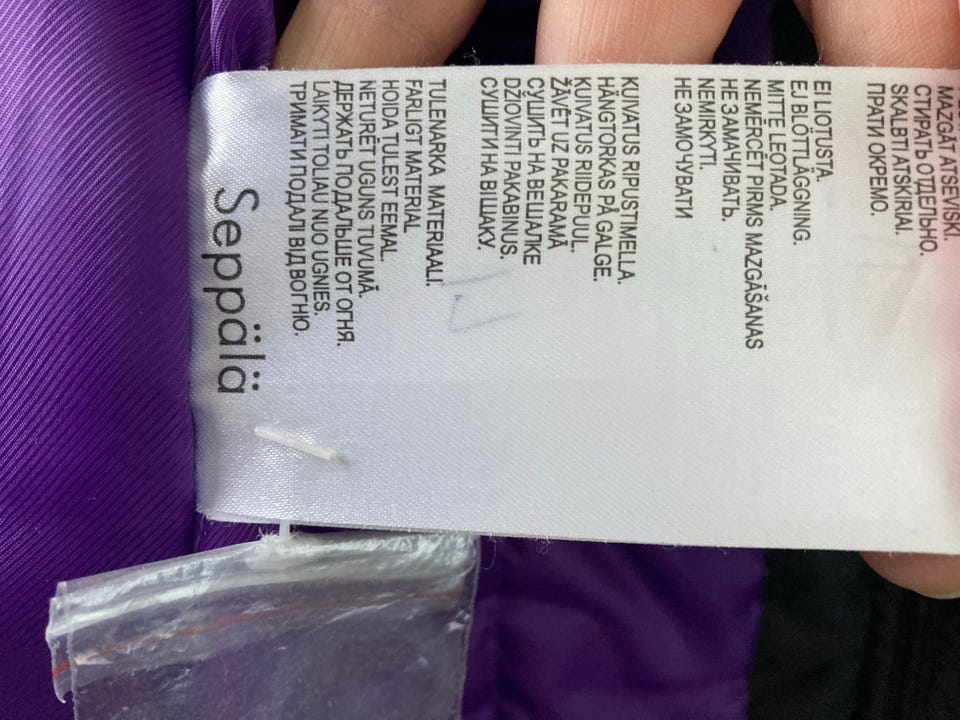 MAZGĀT ATSEVIŠĶI.
СТИРАТЬ ОТДЕЛЬНО.
SKALBTI ATSKIRAI.
ПРАТИ ОКРЕМО.
EI LIOTUSTA.
EJ BLÖTLÄGGNING.
MITTE LEOTADA.
NEMĒRCĒT PIRMS MAZGĀŠANAS
НЕ ЗАМАЧИВАТЬ.
NEMIRKYTI.
НЕ ЗАМОЧУВАТИ
KUIVATUS RIPUSTIMELLA.
HÄNGTORKAS PÅ GALGE.
KUIVATUS RIIDEPUUL.
ŽĀVĒT UZ PAKARAMĀ
СУШИТЬ НА ВЕШАЛКЕ
DŽIOVINTI PAKABINUS.
СУШИТИ НА ВІШАКУ.
TULENARKA MATERIAALI.
FARLIGT MATERIAL
HOIDA TULEST EEMAL.
NETURĒT UGUNS TUVUMĀ.
ДЕРЖАТЬ ПОДАЛЬШЕ ОТ ОГНЯ.
LAIKYTI TOLIAU NUO UGNIES.
ТРИМАТИ ПОДАЛІ ВІД ВОГНЮ.
Seppälä